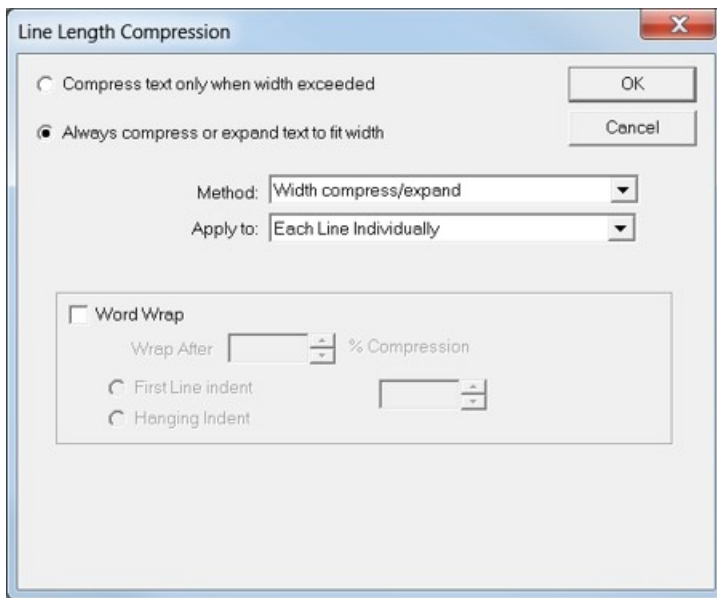 Line Length Compression
Compress text only when width exceeded
OK
Always compress or expand text to fit width
Cancel
Method: Width compress/expand
Apply to: Each Line Individually
Word Wrap
Wrap After % Compression
First Line indent
Hanging Indent